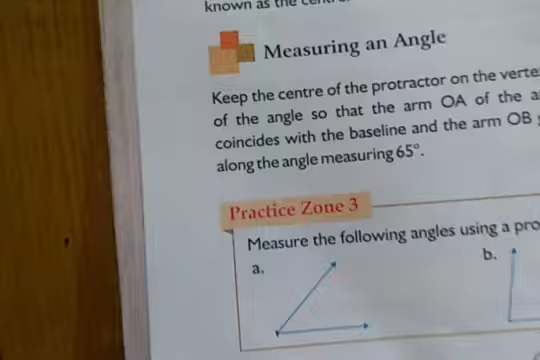 known as the
Measuring an Angle
Keep the centre of the protractor on the
of the angle so that the arm OA of the
coincides with the baseline and the arm OB
along the angle measuring 65°.
Practice Zone 3
Measure the following angles using a
a.
b.